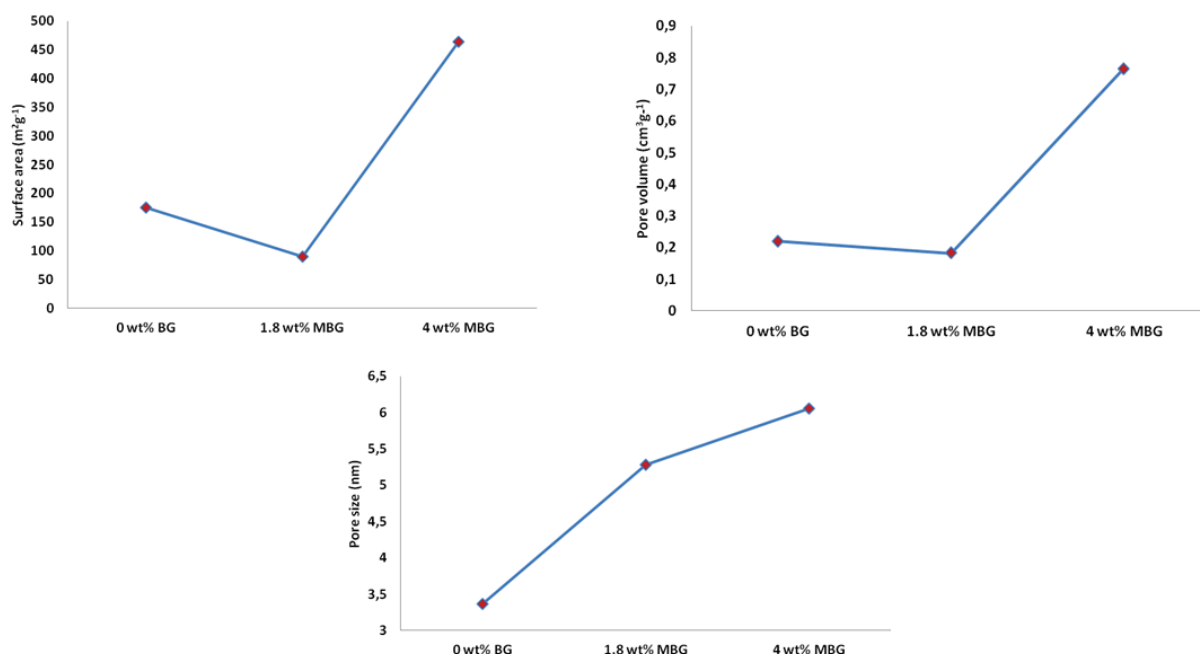 Surface area (m²g⁻¹)
500
450
400
350
300
250
200
150
100
50
0
0 wt% BG
1.8 wt% MBG
4 wt% MBG
Pore volume (cm³g-¹)
0,9
0,8
0,7
0,6
0,5
0,4
0,3
0,2
0,1
0
0 wt% BG
1.8 wt% MBG
4 wt% MBG
Pore size (nm)
6,5
6
5,5
5
4,5
4
3,5
3
0 wt% BG
1.8 wt% MBG
4 wt% MBG